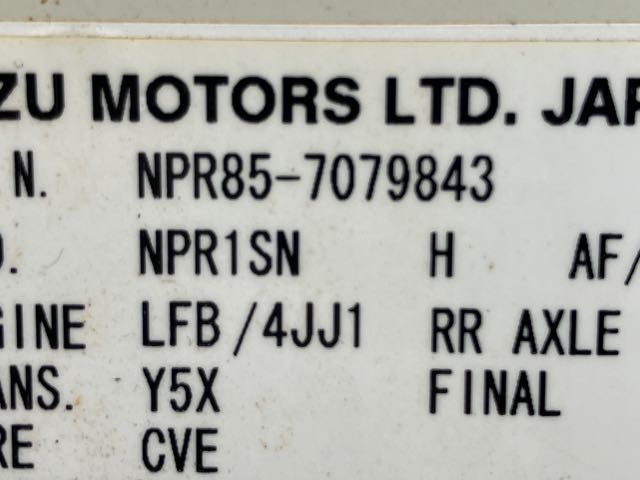 ZU MOTORS LTD. JAP
N. NPR85-7079843
. NPR1SN H AF/
GINE LFB/4JJ1 RR AXLE
ANS. Y5X FINAL
RE CVE